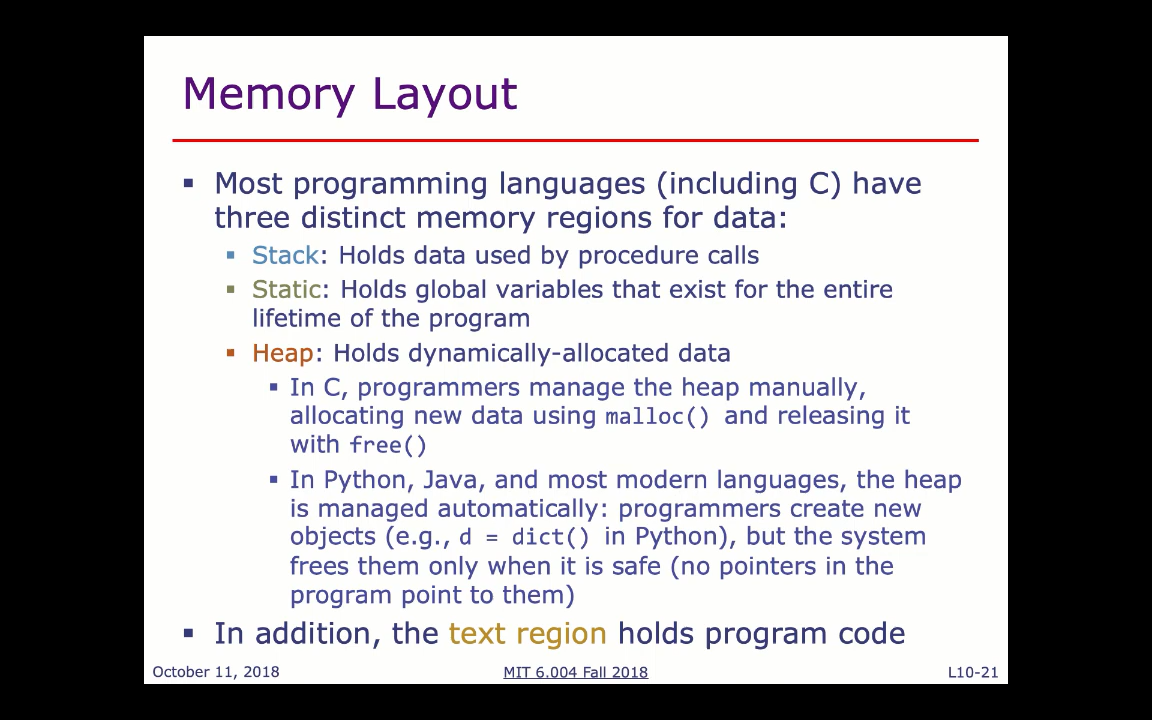 Memory Layout
▪ Most programming languages (including C) have
three distinct memory regions for data:
▪ Stack: Holds data used by procedure calls
▪ Static: Holds global variables that exist for the entire
lifetime of the program
▪ Heap: Holds dynamically-allocated data
▪ In C, programmers manage the heap manually,
allocating new data using malloc() and releasing it
with free()
▪ In Python, Java, and most modern languages, the heap
is managed automatically: programmers create new
objects (e.g., d = dict() in Python), but the system
frees them only when it is safe (no pointers in the
program point to them)
▪ In addition, the text region holds program code
October 11, 2018 MIT 6.004 Fall 2018 L10-21